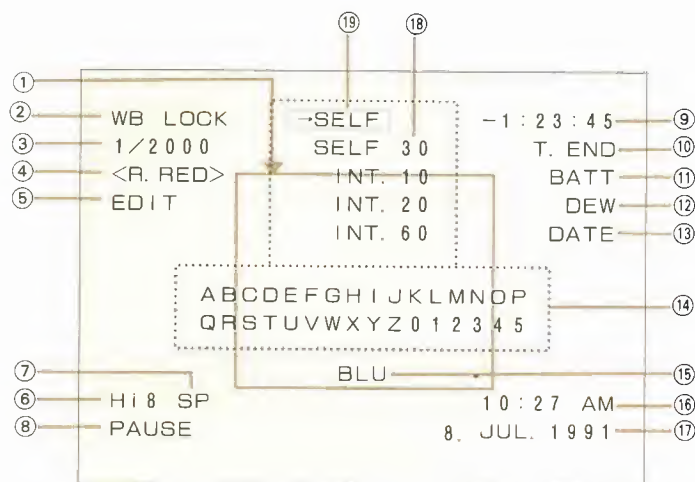 ⑲ ⑱
①
② WB LOCK →SELF -1:23:45 ⑨
③ 1/2000 SELF 30 T. END ⑩
④ <R. RED> INT. 10 BATT ⑪
⑤ EDIT INT. 20 DEW ⑫
INT. 60 DATE ⑬
ABCDEFGHIJKLMNOP ⑭
QRSTUVWXYZ012345
⑦ BLU ⑮
⑥ Hi8 SP 10:27 AM ⑯
⑧ PAUSE 8. JUL. 1991 ⑰